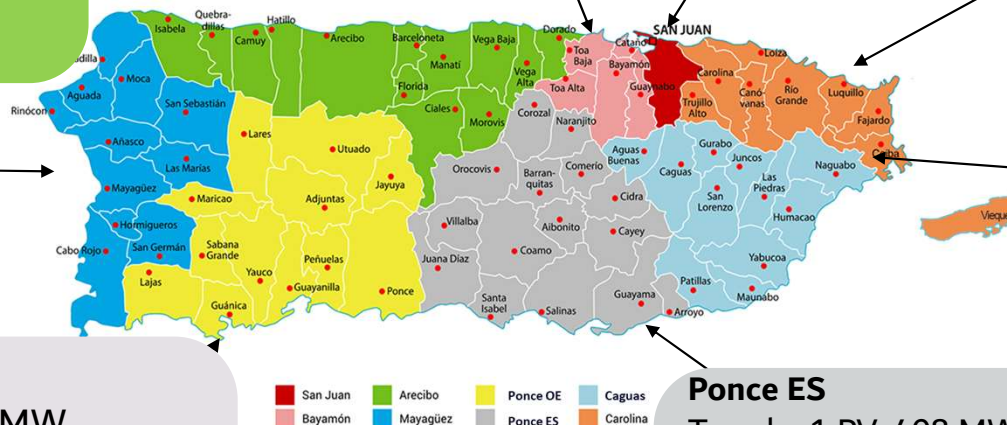 Isabela
Quebra-
dillas
Camuy
Hatillo
Arecibo
Barceloneta
Manatí
Vega Baja
Vega
Alta
Dorado
Toa
Baja
Toa Alta
Cataño
Bayamón
SAN JUAN
Guaynabo
Carolina
Trujillo
Alto
Loíza
Canó-
vanas
Río
Grande
Luquillo
Fajardo
Ceiba
Vieque
adilla
Moca
Aguada
Rincón
San Sebastián
Añasco
Las Marías
Mayagüez
Hormigueros
Cabo Rojo
San Germán
Lajas
Lares
Utuado
Jayuya
Adjuntas
Maricao
Sabana
Grande
Yauco
Peñuelas
Guayanilla
Guánica
Ponce
Florida
Ciales
Morovis
Corozal
Naranjito
Orocovis
Barran-
quitas
Comerío
Cidra
Villalba
Aibonito
Cayey
Juana Díaz
Coamo
Santa
Isabel
Salinas
Guayama
Arroyo
Aguas
Buenas
Caguas
Gurabo
Juncos
San
Lorenzo
Las
Piedras
Naguabo
Humacao
Yabucoa
Patillas
Maunabo
San Juan
Arecibo
Ponce OE
Caguas
Bayamón
Mayagüez
Ponce ES
Carolina
MW
Ponce ES